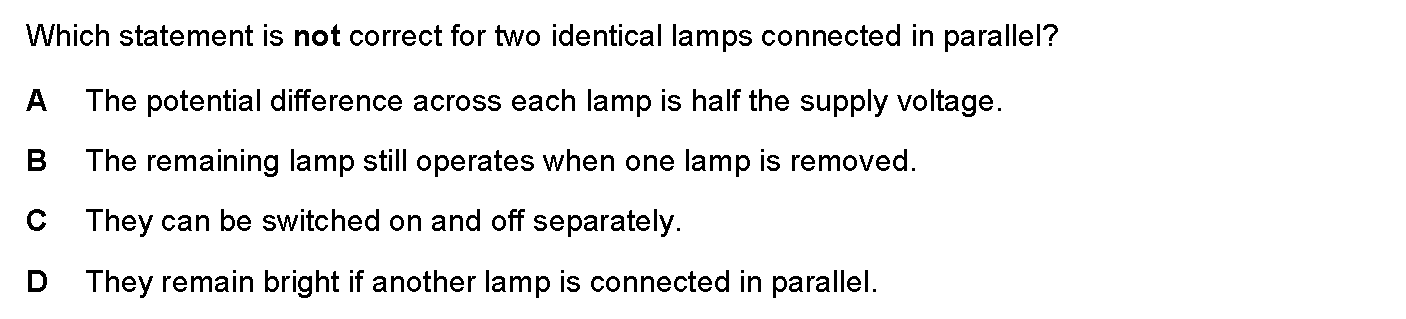 Which statement is not correct for two identical lamps connected in parallel?
A The potential difference across each lamp is half the supply voltage.
B The remaining lamp still operates when one lamp is removed.
C They can be switched on and off separately.
D They remain bright if another lamp is connected in parallel.